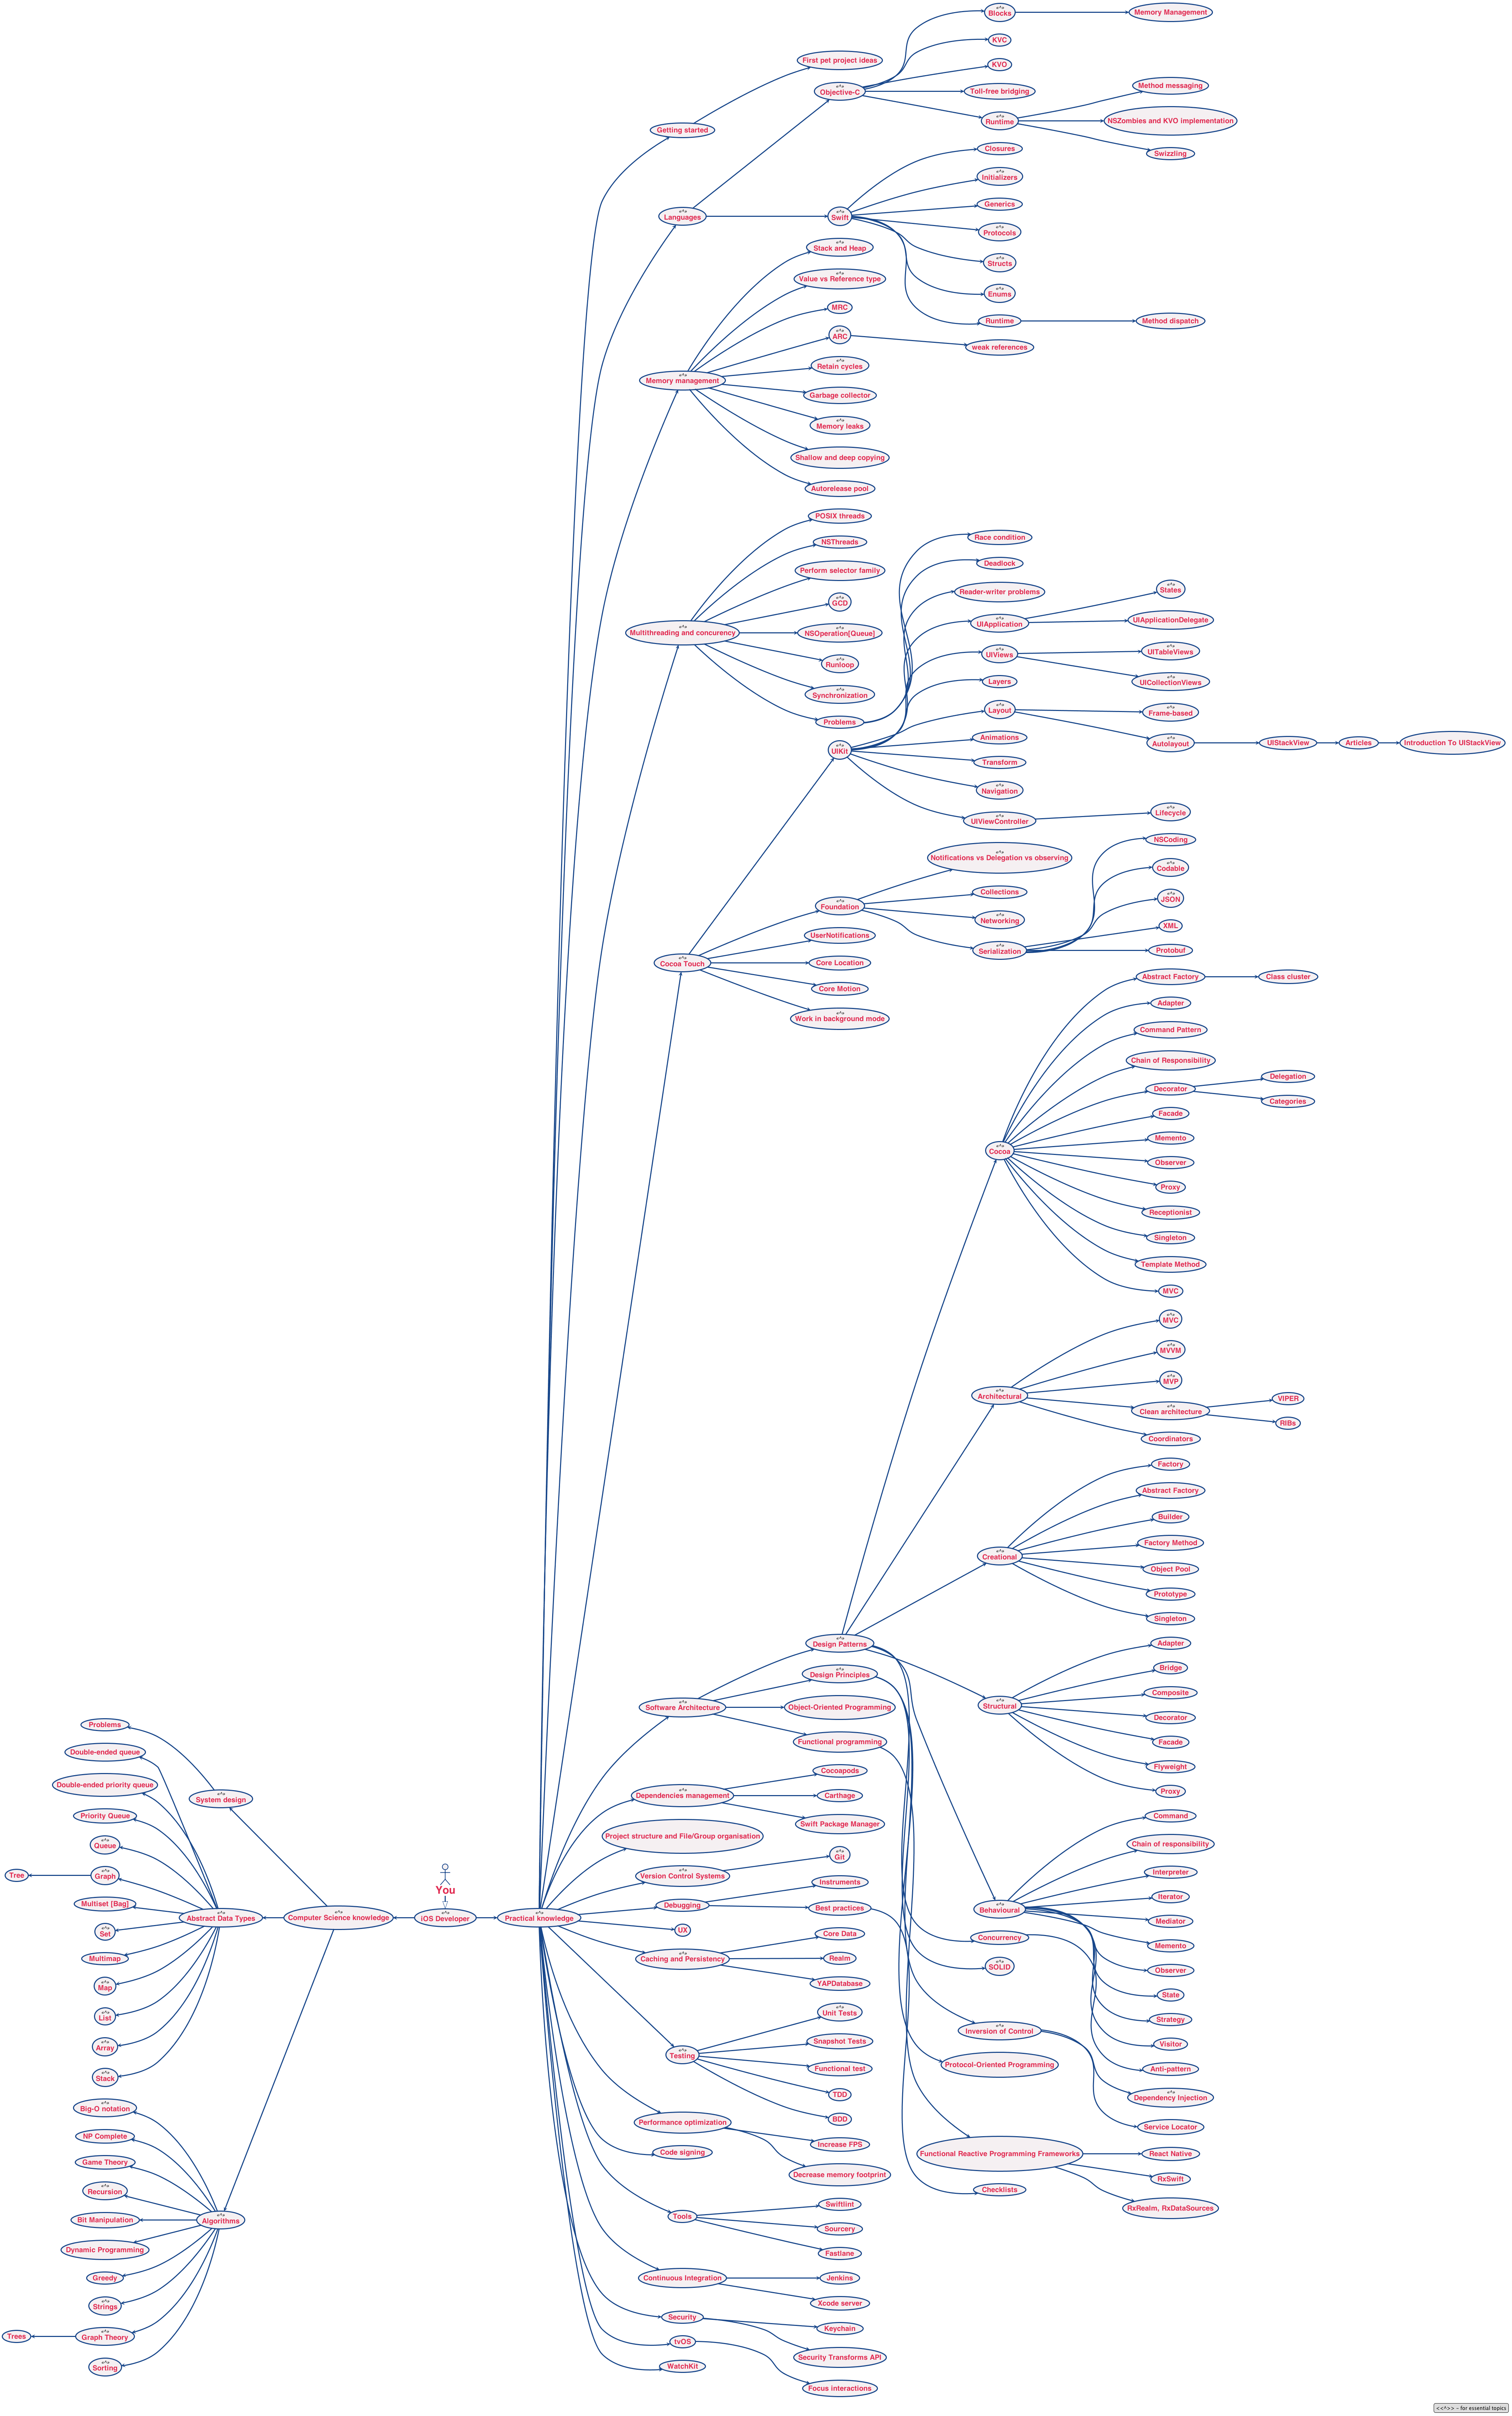 You
iOS Developer
Practical knowledge
Getting started
First pet project ideas
Languages
Objective-C
Blocks
Memory Management
KVC
KVO
Toll-free bridging
Runtime
Method messaging
NSZombies and KVO implementation
Swizzling
Swift
Closures
Initializers
Generics
Protocols
Structs
Enums
Runtime
Method dispatch
Memory management
Stack and Heap
Value vs Reference type
MRC
ARC
weak references
Retain cycles
Garbage collector
Memory leaks
Shallow and deep copying
Autorelease pool
Multithreading and concurency
POSIX threads
NSThreads
Perform selector family
GCD
NSOperation[Queue]
Runloop
Synchronization
Problems
Race condition
Deadlock
Reader-writer problems
Cocoa Touch
UIKit
UIApplication
States
UIApplicationDelegate
UIViews
UITableViews
UICollectionViews
Layers
Layout
Frame-based
Autolayout
UIStackView
Articles
Introduction To UIStackView
Animations
Transform
Navigation
UIViewController
Lifecycle
Foundation
Notifications vs Delegation vs observing
Collections
Networking
Serialization
NSCoding
Codable
JSON
XML
Protobuf
UserNotifications
Core Location
Core Motion
Work in background mode
Software Architecture
Design Patterns
Cocoa
Abstract Factory
Class cluster
Adapter
Command Pattern
Chain of Responsibility
Decorator
Delegation
Categories
Facade
Memento
Observer
Proxy
Receptionist
Singleton
Template Method
MVC
Architectural
MVC
MVVM
MVP
Clean architecture
VIPER
RIBs
Coordinators
Creational
Factory
Abstract Factory
Builder
Factory Method
Object Pool
Prototype
Singleton
Structural
Adapter
Bridge
Composite
Decorator
Facade
Flyweight
Proxy
Behavioural
Command
Chain of responsibility
Interpreter
Iterator
Mediator
Memento
Observer
State
Strategy
Visitor
Concurrency
Anti-pattern
Design Principles
SOLID
Inversion of Control
Dependency Injection
Service Locator
Protocol-Oriented Programming
Object-Oriented Programming
Functional programming
Functional Reactive Programming Frameworks
React Native
RxSwift
RxRealm, RxDataSources
Dependencies management
Cocoapods
Carthage
Swift Package Manager
Project structure and File/Group organisation
Version Control Systems
Git
Debugging
Instruments
Best practices
Checklists
UX
Caching and Persistency
Core Data
Realm
YAPDatabase
Testing
Unit Tests
Snapshot Tests
Functional test
TDD
BDD
Performance optimization
Increase FPS
Decrease memory footprint
Code signing
Tools
Swiftlint
Sourcery
Fastlane
Continuous Integration
Jenkins
Xcode server
Security
Keychain
Security Transforms API
tvOS
Focus interactions
WatchKit
Computer Science knowledge
System design
Problems
Abstract Data Types
Double-ended queue
Double-ended priority queue
Priority Queue
Queue
Graph
Tree
Multiset [Bag]
Set
Multimap
Map
List
Array
Stack
Algorithms
Big-O notation
NP Complete
Game Theory
Recursion
Bit Manipulation
Dynamic Programming
Greedy
Strings
Graph Theory
Trees
Sorting
<<^>> – for essential topics